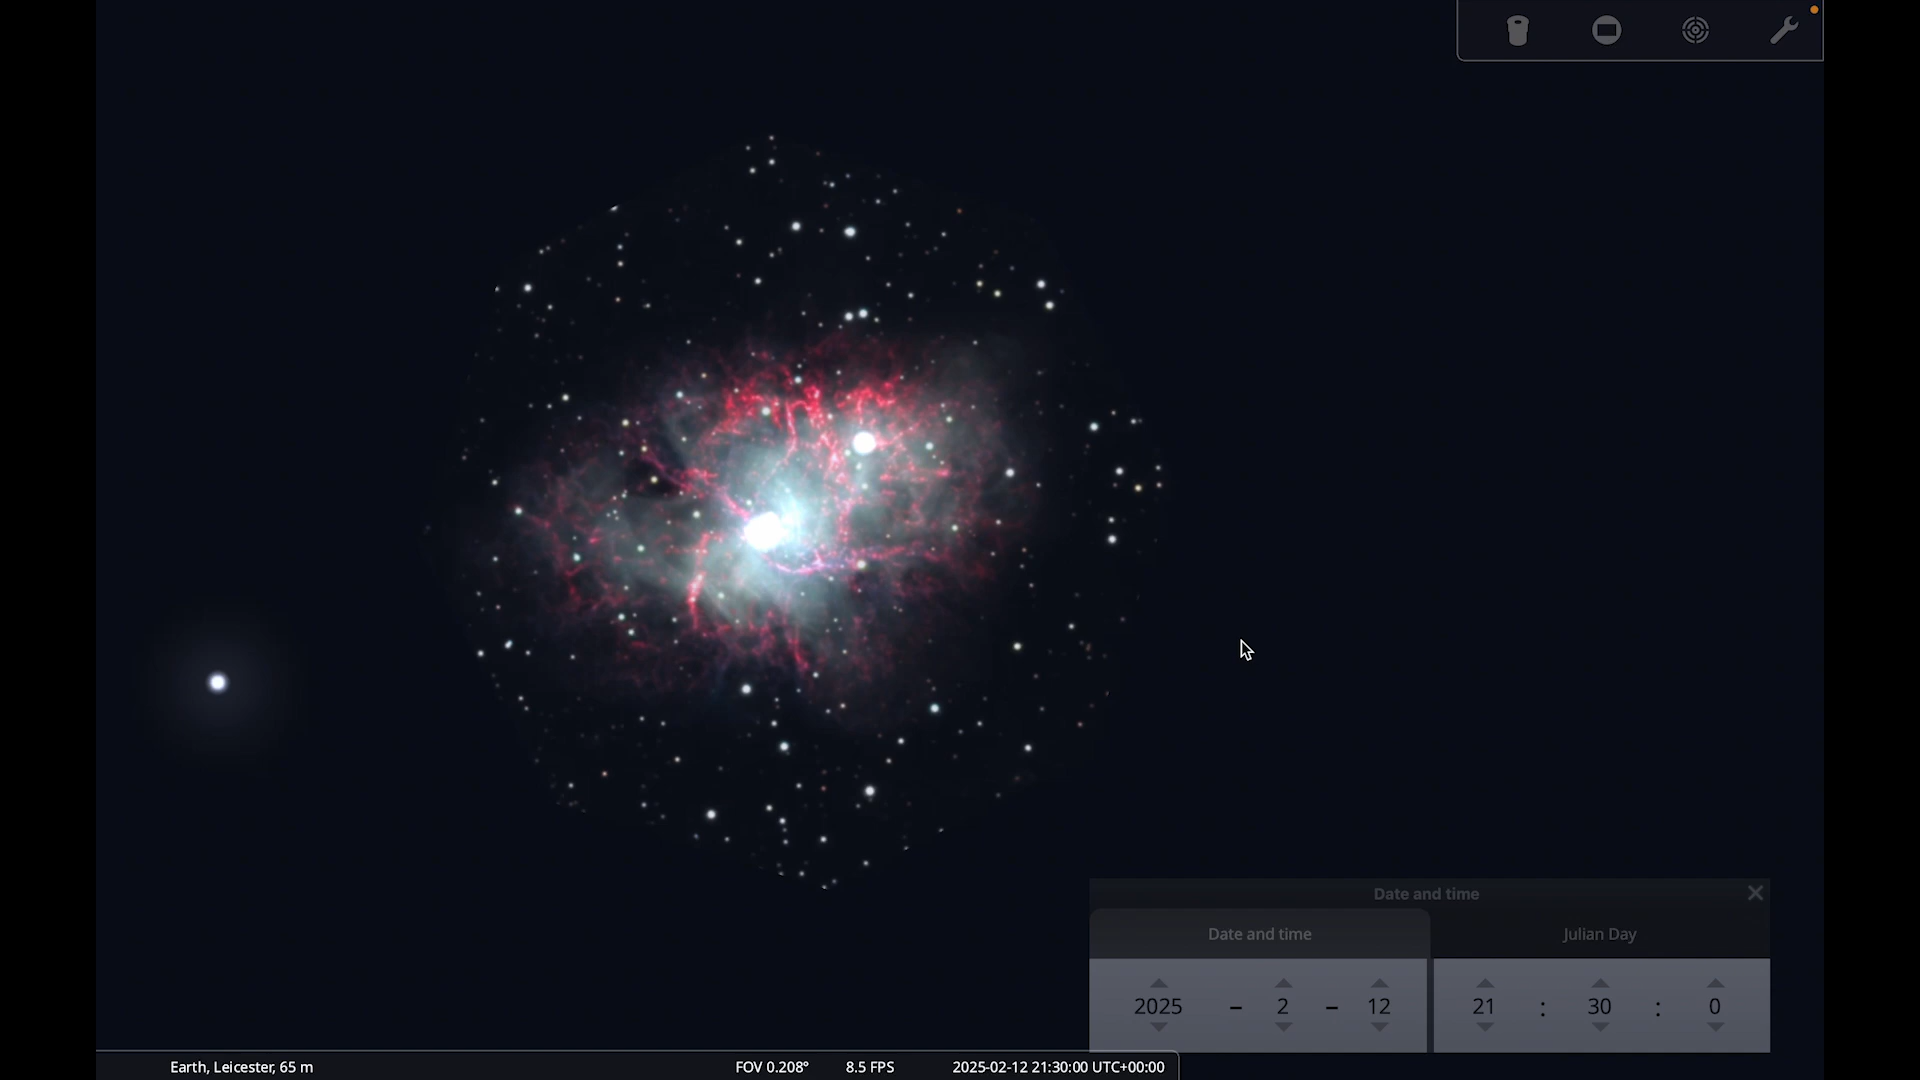 Date and time
Date and time
Julian Day
2025 – 2 – 12
21 : 30 : 0
Earth, Leicester, 65 m
FOV 0.208°
8.5 FPS
2025-02-12 21:30:00 UTC+00:00